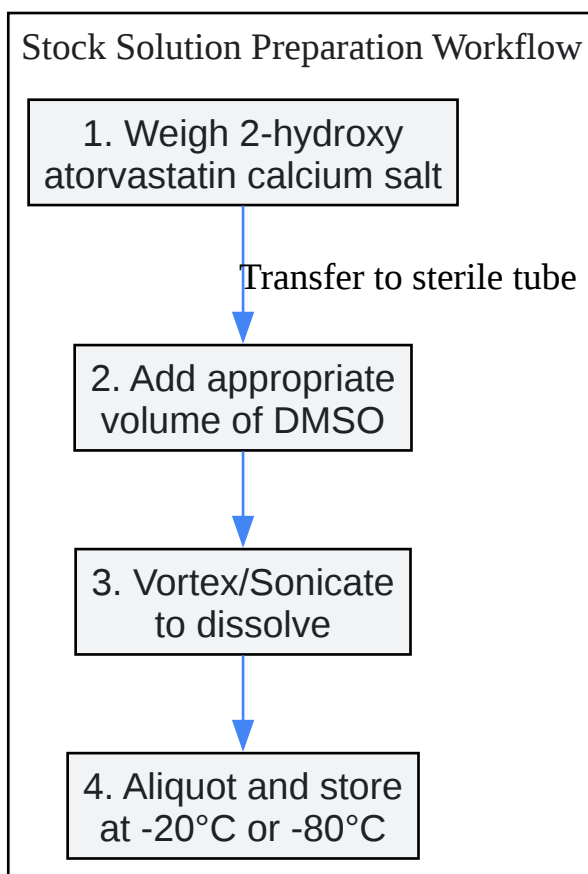 Stock Solution Preparation Workflow
1. Weigh 2-hydroxy
atorvastatin calcium salt
Transfer to sterile tube
2. Add appropriate
volume of DMSO
3. Vortex/Sonicate
to dissolve
4. Aliquot and store
at -20°C or -80°C